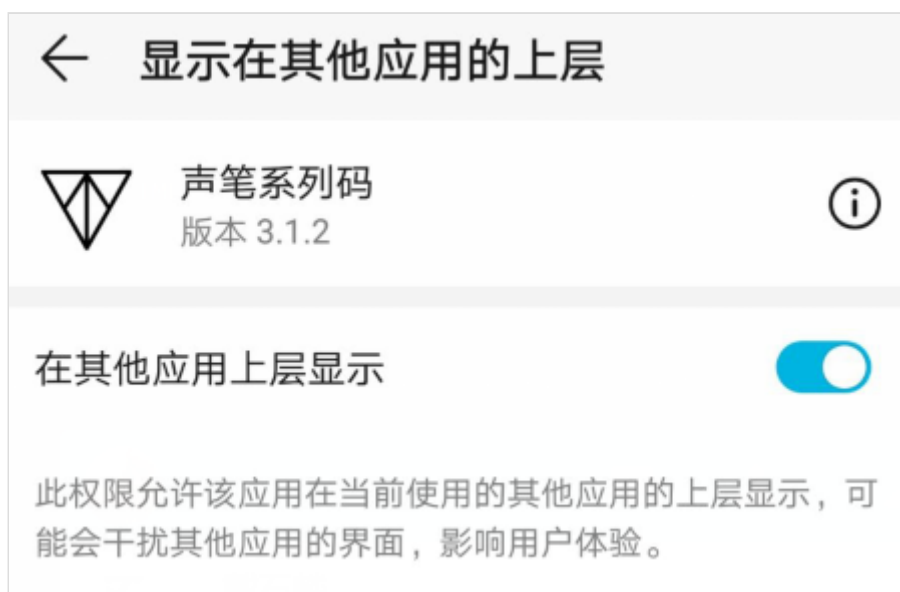 显示在其他应用的上层
声笔系列码
版本 3.1.2
在其他应用上层显示
此权限允许该应用在当前使用的其他应用的上层显示，可
能会干扰其他应用的界面，影响用户体验。